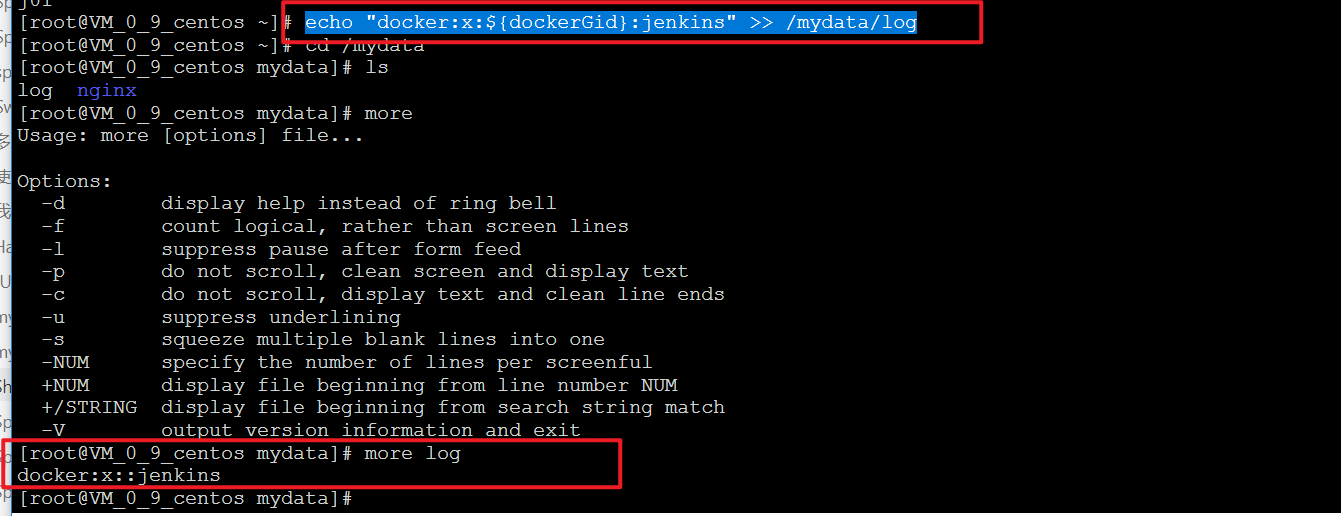 [root@VM_0_9_centos ~]# echo "docker:x:${dockerGid}:jenkins" >> /mydata/log
[root@VM_0_9_centos ~]# cd /mydata
[root@VM_0_9_centos mydata]# ls
log  nginx
[root@VM_0_9_centos mydata]# more
Usage: more [options] file...
Options:
  -d        display help instead of ring bell
  -f        count logical, rather than screen lines
  -l        suppress pause after form feed
  -p        do not scroll, clean screen and display text
  -c        do not scroll, display text and clean line ends
  -u        suppress underlining
  -s        squeeze multiple blank lines into one
  -NUM      specify the number of lines per screenful
  +NUM      display file beginning from line number NUM
  +/STRING  display file beginning from search string match
  -V        output version information and exit
[root@VM_0_9_centos mydata]# more log
docker:x::jenkins
[root@VM_0_9_centos mydata]#